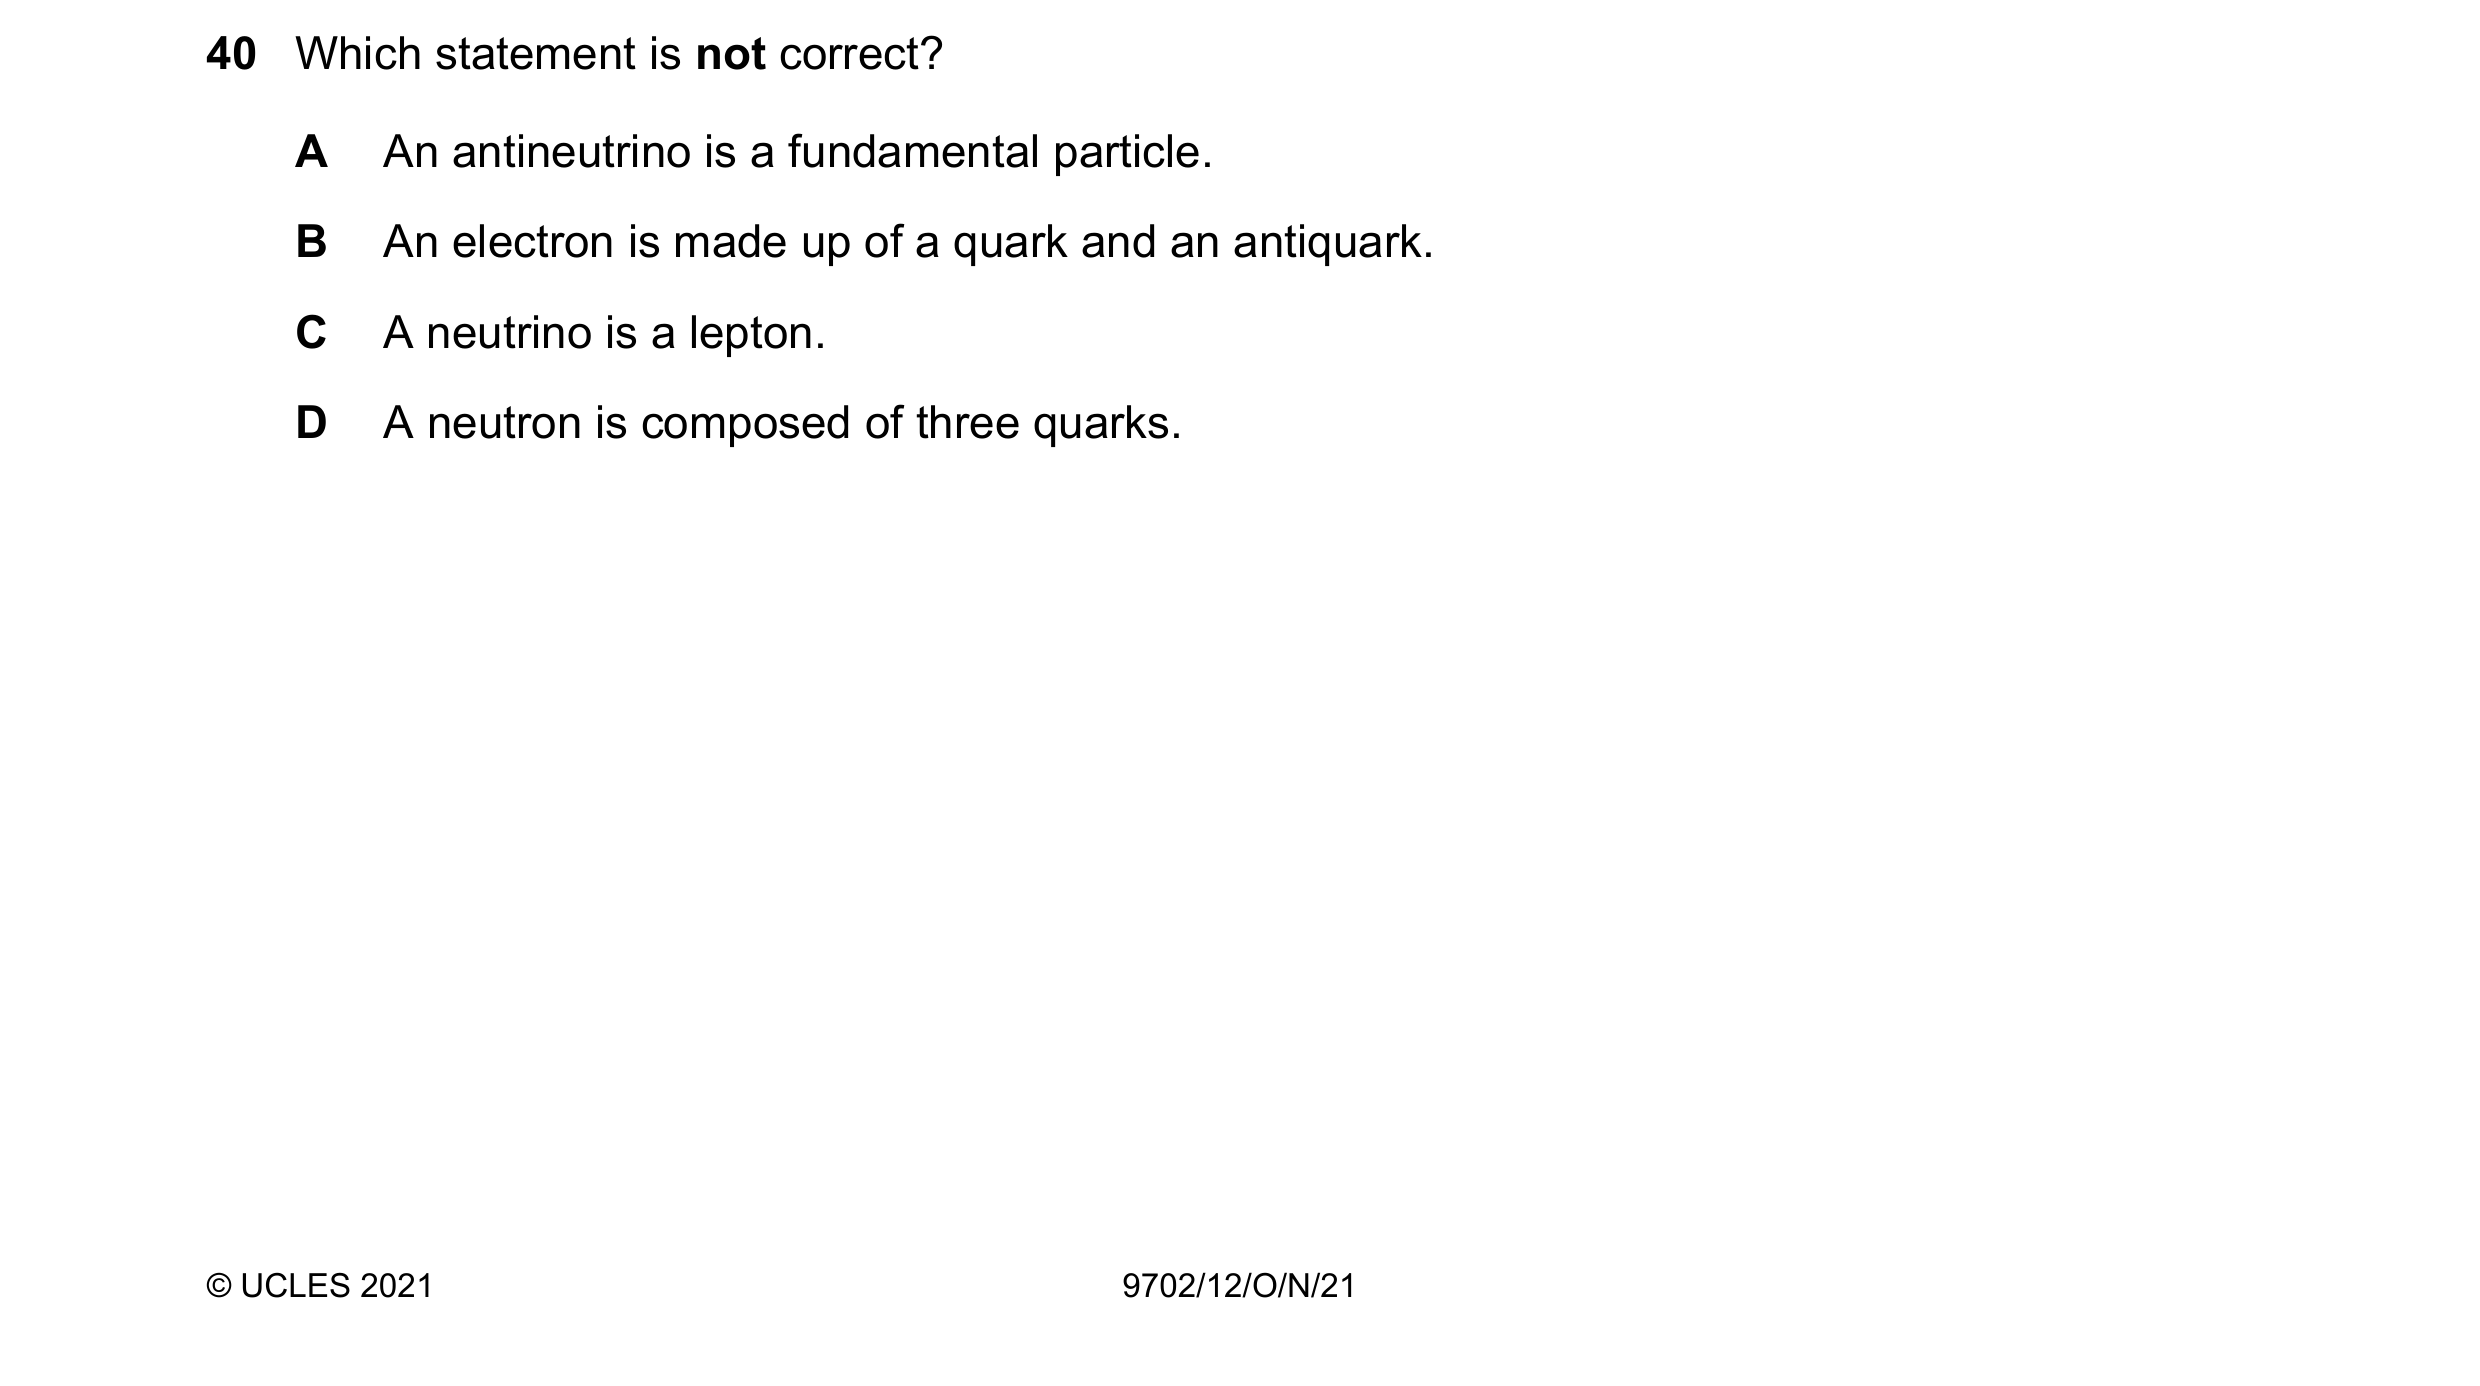 40 Which statement is not correct?
A An antineutrino is a fundamental particle.
B An electron is made up of a quark and an antiquark.
C A neutrino is a lepton.
D A neutron is composed of three quarks.
© UCLES 2021 9702/12/O/N/21